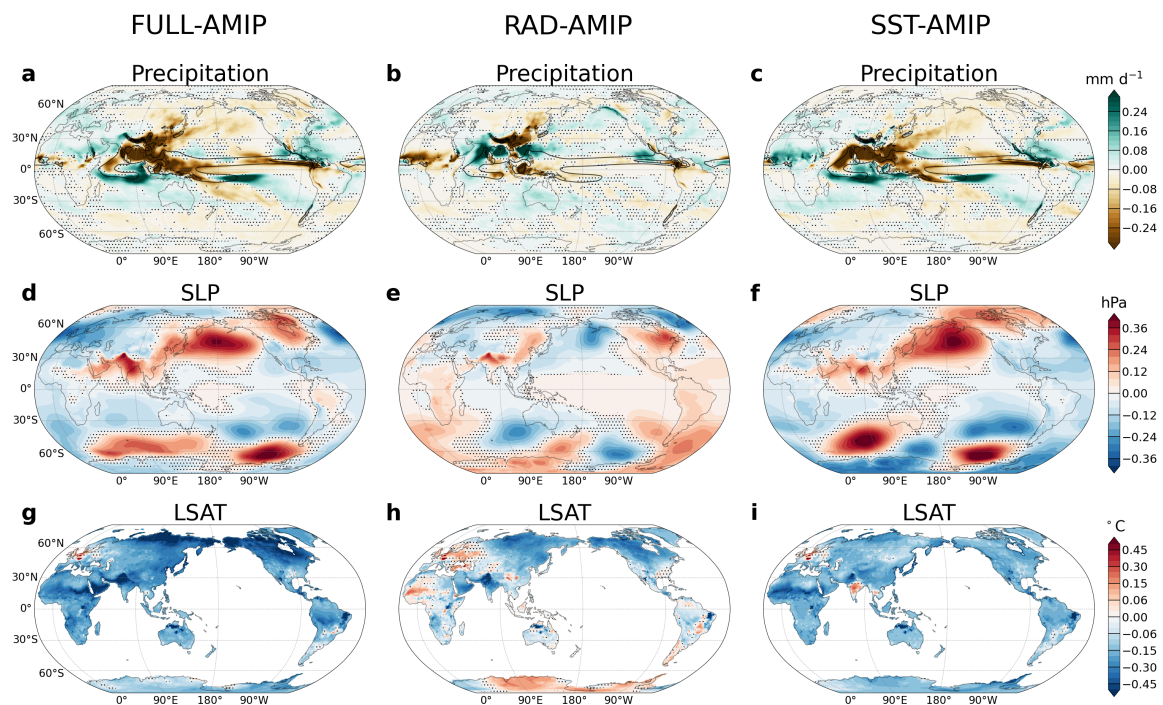 FULL-AMIP RAD-AMIP SST-AMIP
a Precipitation b Precipitation c Precipitation
mm d⁻¹
60°N
30°N
0°
30°S
60°S
0.24
0.16
0.08
0.00
−0.08
−0.16
−0.24
0° 90°E 180° 90°W 0° 90°E 180° 90°W 0° 90°E 180° 90°W
d SLP e SLP f SLP
hPa
60°N
30°N
0°
30°S
60°S
0.36
0.24
0.12
0.00
−0.12
−0.24
−0.36
0° 90°E 180° 90°W 0° 90°E 180° 90°W 0° 90°E 180° 90°W
g LSAT h LSAT i LSAT
°C
60°N
30°N
0°
30°S
60°S
0.45
0.30
0.15
0.06
0.00
−0.06
−0.15
−0.30
−0.45
0° 90°E 180° 90°W 0° 90°E 180° 90°W 0° 90°E 180° 90°W